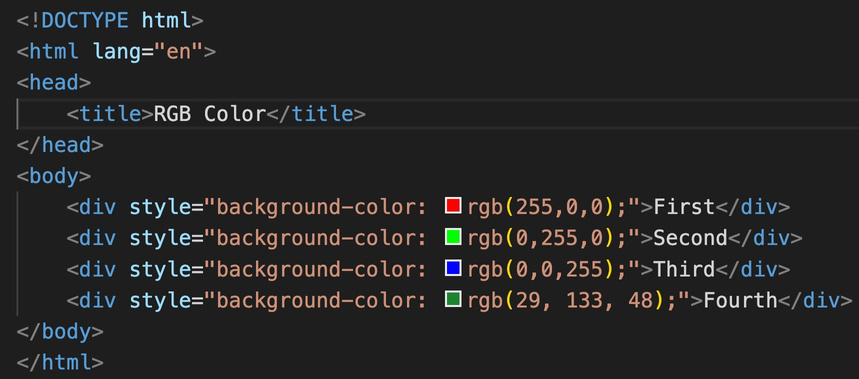 <!DOCTYPE html>
<html lang="en">
<head>
    <title>RGB Color</title>
</head>
<body>
    <div style="background-color: rgb(255,0,0);">First</div>
    <div style="background-color: rgb(0,255,0);">Second</div>
    <div style="background-color: rgb(0,0,255);">Third</div>
    <div style="background-color: rgb(29, 133, 48);">Fourth</div>
</body>
</html>